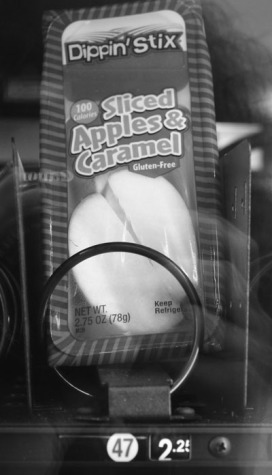 Dippin' Stix
100
Calories
Sliced
Apples &
Caramel
Gluten-Free
NET WT.
2.75 OZ (78g)
Keep
47
2.25